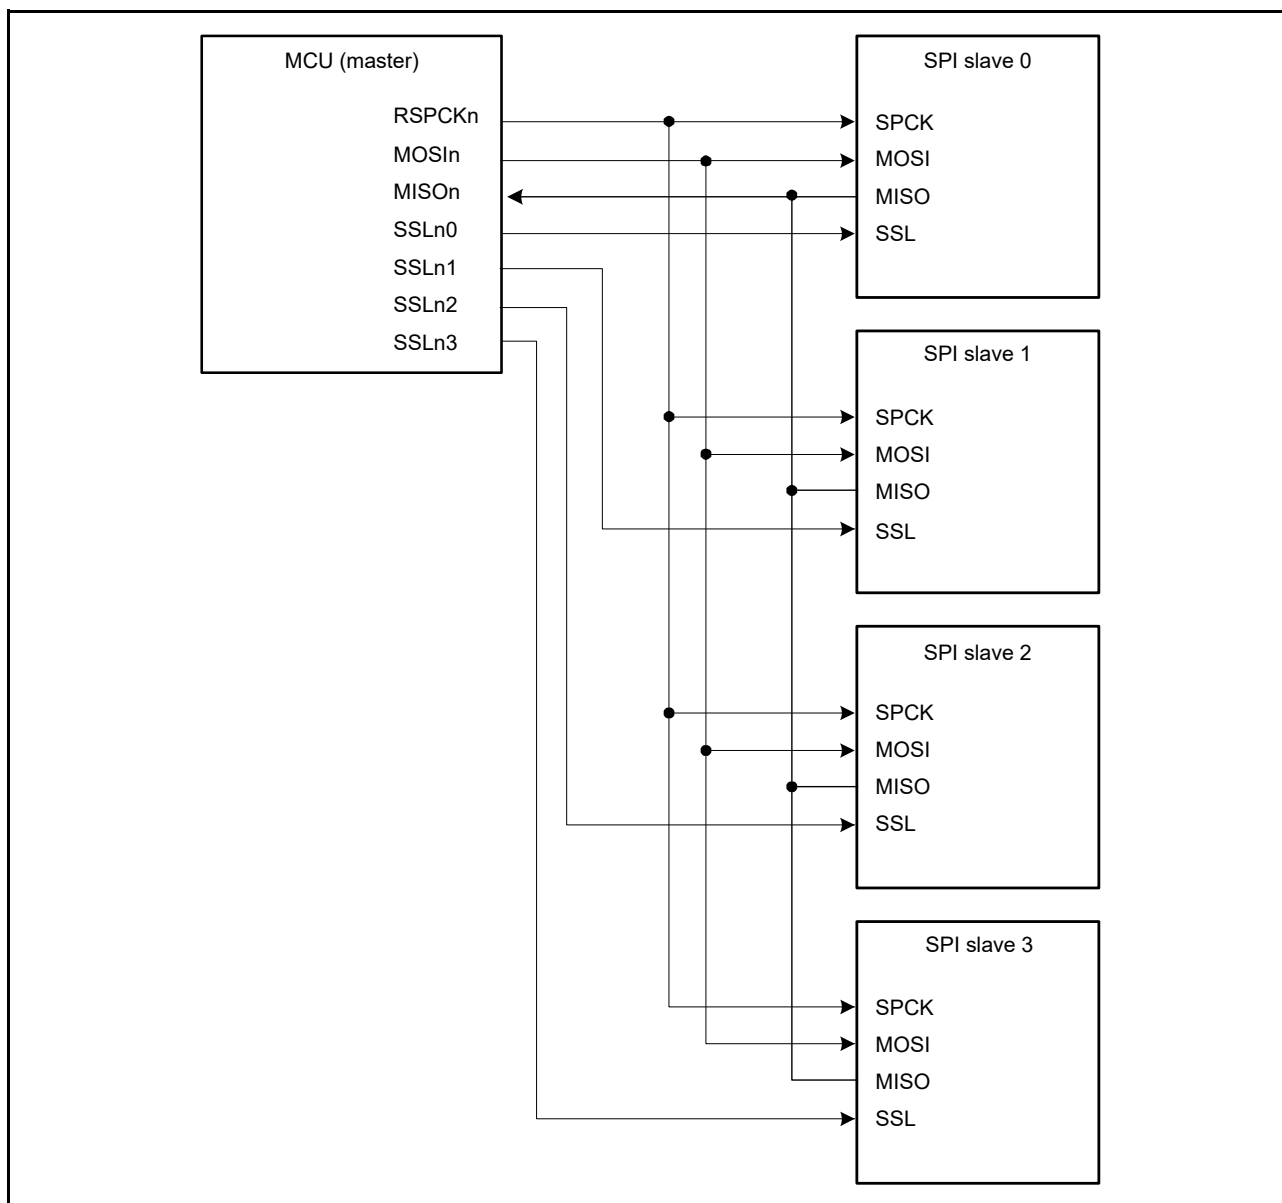 MCU (master)
RSPCKn
MOSIn
MISOn
SSLn0
SSLn1
SSLn2
SSLn3
SPI slave 0
SPCK
MOSI
MISO
SSL
SPI slave 1
SPCK
MOSI
MISO
SSL
SPI slave 2
SPCK
MOSI
MISO
SSL
SPI slave 3
SPCK
MOSI
MISO
SSL